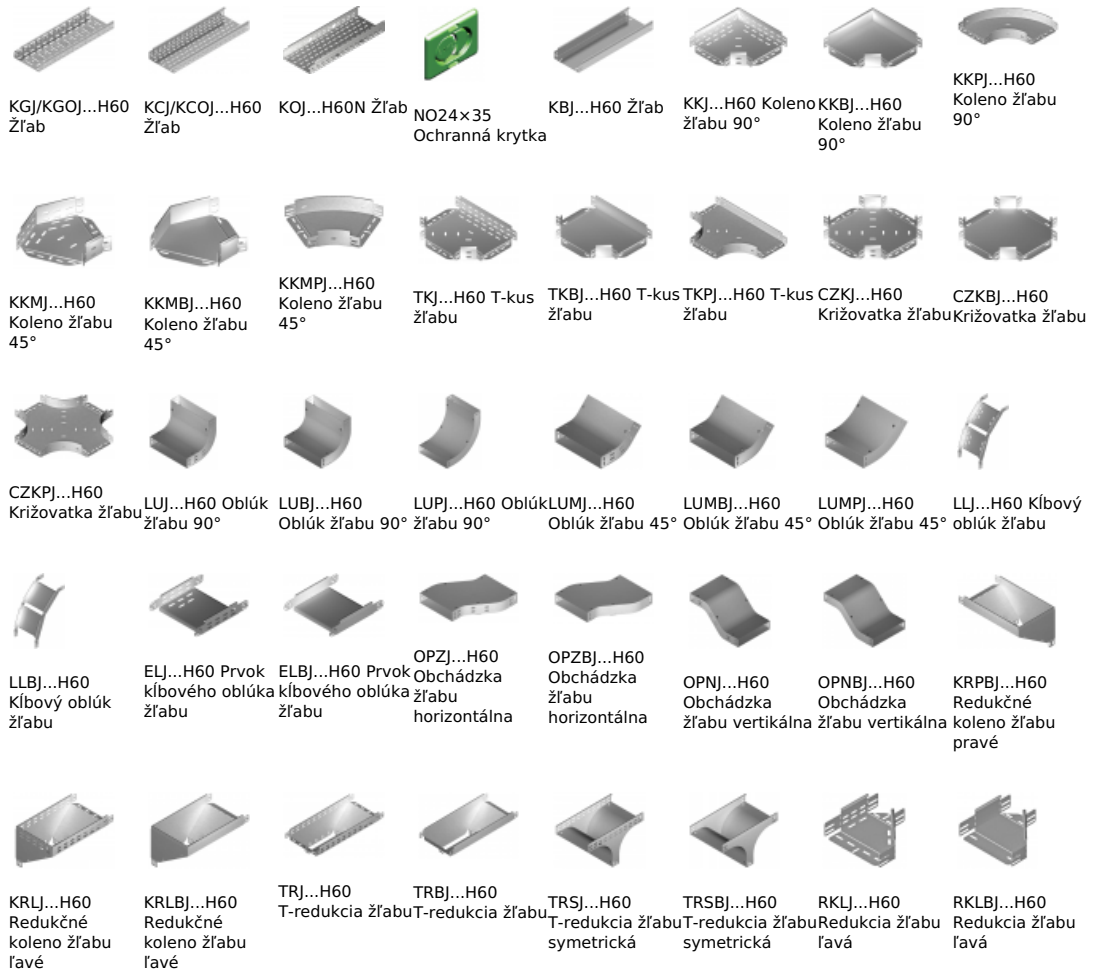 KGJ/KGOJ...H60
Žľab
KCJ/KCOJ...H60
Žľab
KOJ...H60N Žľab
NO24×35
Ochranná krytka
KBJ...H60 Žľab
KKJ...H60 Koleno
žľabu 90°
KKBJ...H60
Koleno žľabu
90°
KKPJ...H60
Koleno žľabu
90°
KKMJ...H60
Koleno žľabu
45°
KKMBJ...H60
Koleno žľabu
45°
KKMPJ...H60
Koleno žľabu
45°
TKJ...H60 T-kus
žľabu
TKBJ...H60 T-kus
žľabu
TKPJ...H60 T-kus
žľabu
CZKJ...H60
Križovatka žľabu
CZKBJ...H60
Križovatka žľabu
CZKPJ...H60
Križovatka žľabu
LUJ...H60 Oblúk
žľabu 90°
LUBJ...H60
Oblúk žľabu 90°
LUPJ...H60 Oblúk
žľabu 90°
LUMJ...H60
Oblúk žľabu 45°
LUMBJ...H60
Oblúk žľabu 45°
LUMPJ...H60
Oblúk žľabu 45°
LLJ...H60 Kĺbový
oblúk žľabu
LLBJ...H60
Kĺbový oblúk
žľabu
ELJ...H60 Prvok
kĺbového oblúka
žľabu
ELBJ...H60 Prvok
kĺbového oblúka
žľabu
OPZJ...H60
Obchádzka
žľabu
horizontálna
OPZBJ...H60
Obchádzka
žľabu
horizontálna
OPNJ...H60
Obchádzka
žľabu vertikálna
OPNBJ...H60
Obchádzka
žľabu vertikálna
KRPBJ...H60
Redukčné
koleno žľabu
pravé
KRLJ...H60
Redukčné
koleno žľabu
ľavé
KRLBJ...H60
Redukčné
koleno žľabu
ľavé
TRJ...H60
T-redukcia žľabu
TRBJ...H60
T-redukcia žľabu
TRSJ...H60
T-redukcia žľabu
symetrická
TRSBJ...H60
T-redukcia žľabu
symetrická
RKLJ...H60
Redukcia žľabu
ľavá
RKLBJ...H60
Redukcia žľabu
ľavá